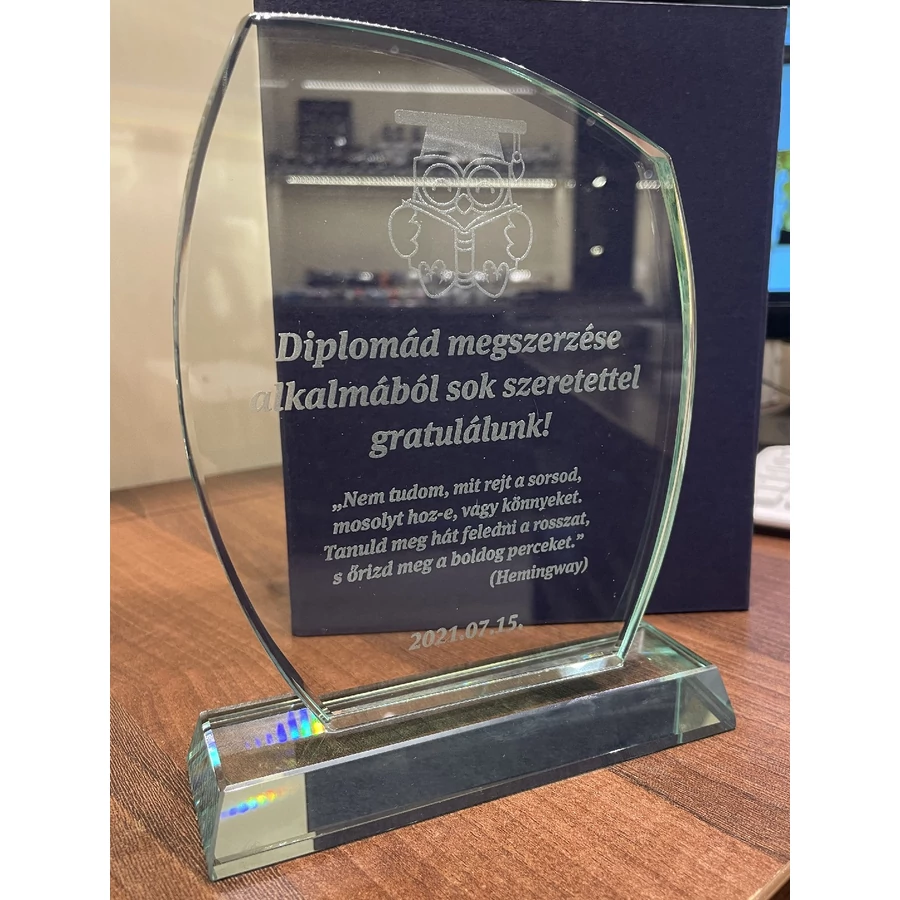 Diplomád megszerzése
alkalmából sok szeretettel
gratulálunk!
„Nem tudom, mit rejt a sorsod,
mosolyt hoz-e, vagy könnyeket.
Tanuld meg hát feledni a rosszat,
s őrizd meg a boldog perceket.”
(Hemingway)
2021.07.15.